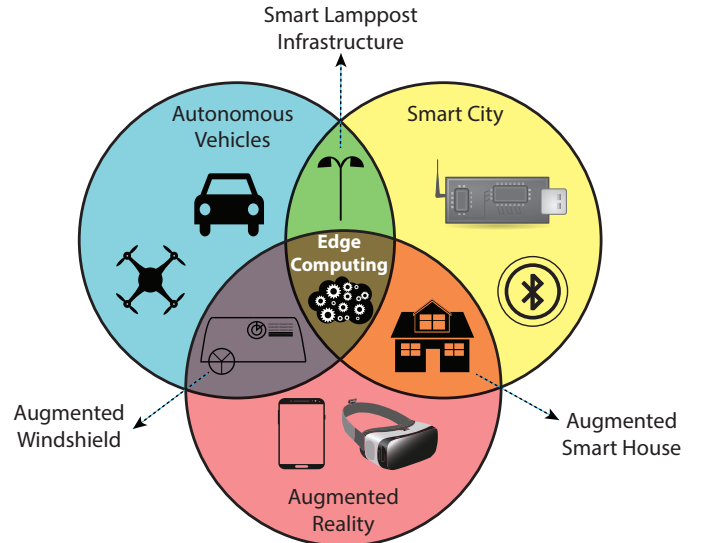 Smart Lamppost
Infrastructure
Autonomous
Vehicles
Smart City
Edge
Computing
Augmented
Windshield
Augmented
Smart House
Augmented
Reality